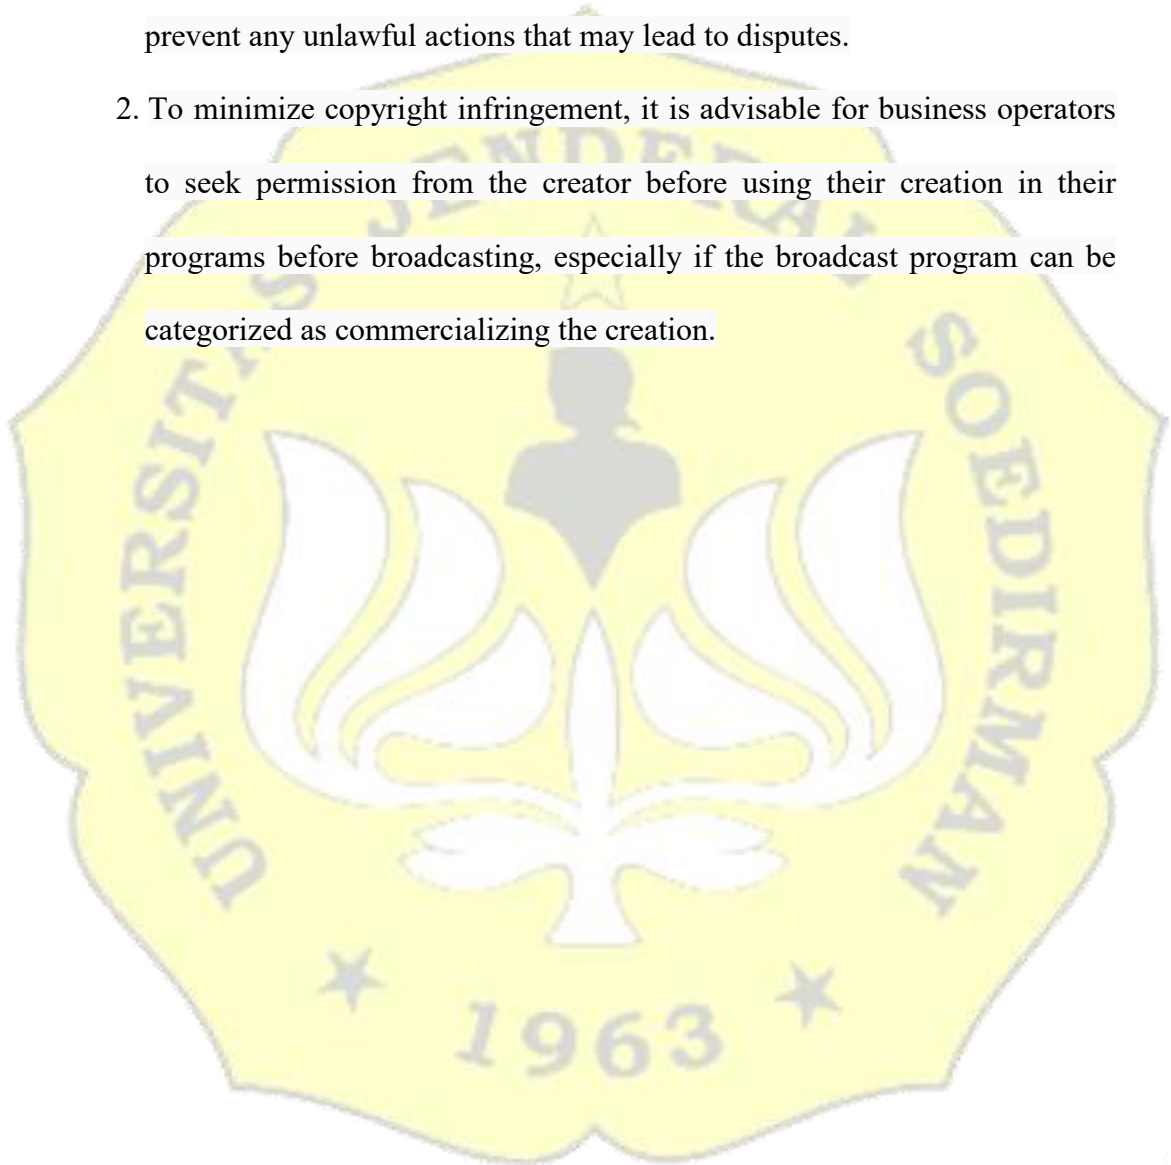 prevent any unlawful actions that may lead to disputes.
2. To minimize copyright infringement, it is advisable for business operators
to seek permission from the creator before using their creation in their
programs before broadcasting, especially if the broadcast program can be
categorized as commercializing the creation.
UNIVERSITAS JENDERAL SOEDIRMAN
1963